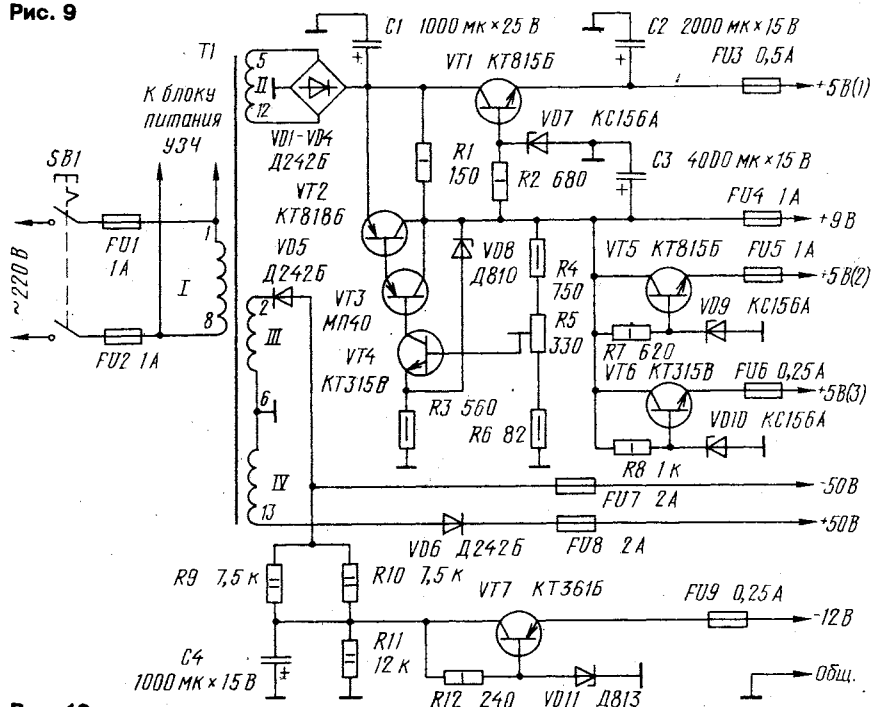 Рис. 9
C1 1000 мк×25 В
C2 2000 мк×15 В
T1
VT1 КТ815Б
FU3 0,5А
+5В(1)
5
II
12
К блоку
питания
УЗЧ
VD1-VD4
Д242Б
VD7 КС156А
SB1
R1
150
R2 680
C3 4000 мк×15 В
VT2
КТ818Б
FU4 1А
+9В
FU1
1А
1
VD5
Д242Б
VD8
Д810
R4
750
VT5 КТ815Б
FU5 1А
+5В(2)
~220В
I
2
VT3
МП40
R5
330
VD9 КС156А
8
III
VT4
КТ315В
R7 620
FU2 1А
VT6 КТ315В
FU6 0,25А
+5В(3)
6
R3 560
R6 82
VD10 КС156А
R8 1к
IV
FU7 2А
-50В
13
+50В
VD6 Д242Б
FU8 2А
R9 7,5к
R10 7,5к
VT7 КТ361Б
FU9 0,25А
-12В
C4
1000 мк×15В
R11
12к
Общ.
R12 240
VD11 Д813